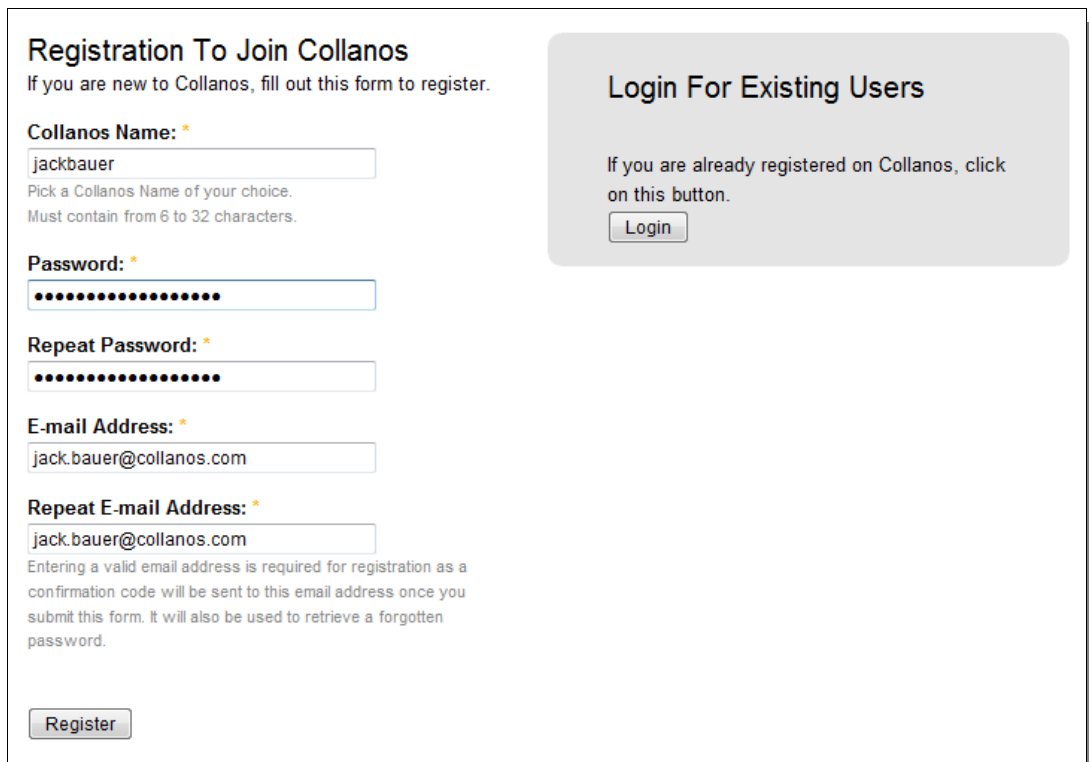 Registration To Join Collanos
If you are new to Collanos, fill out this form to register.
Collanos Name: *
jackbauer
Pick a Collanos Name of your choice.
Must contain from 6 to 32 characters.
Password: *
••••••••••••••••••
Repeat Password: *
••••••••••••••••••
E-mail Address: *
jack.bauer@collanos.com
Repeat E-mail Address: *
jack.bauer@collanos.com
Entering a valid email address is required for registration as a
confirmation code will be sent to this email address once you
submit this form. It will also be used to retrieve a forgotten
password.
Register
Login For Existing Users
If you are already registered on Collanos, click
on this button.
Login